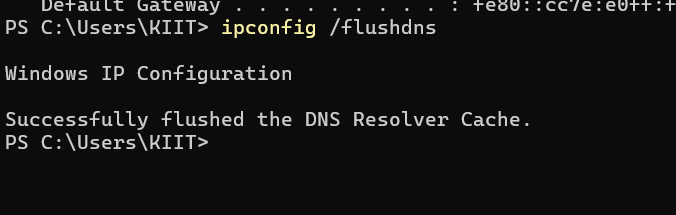 Default Gateway . . . . . . . . . : fe80::cc7e:e0ff:f
PS C:\Users\KIIT> ipconfig /flushdns
Windows IP Configuration
Successfully flushed the DNS Resolver Cache.
PS C:\Users\KIIT>